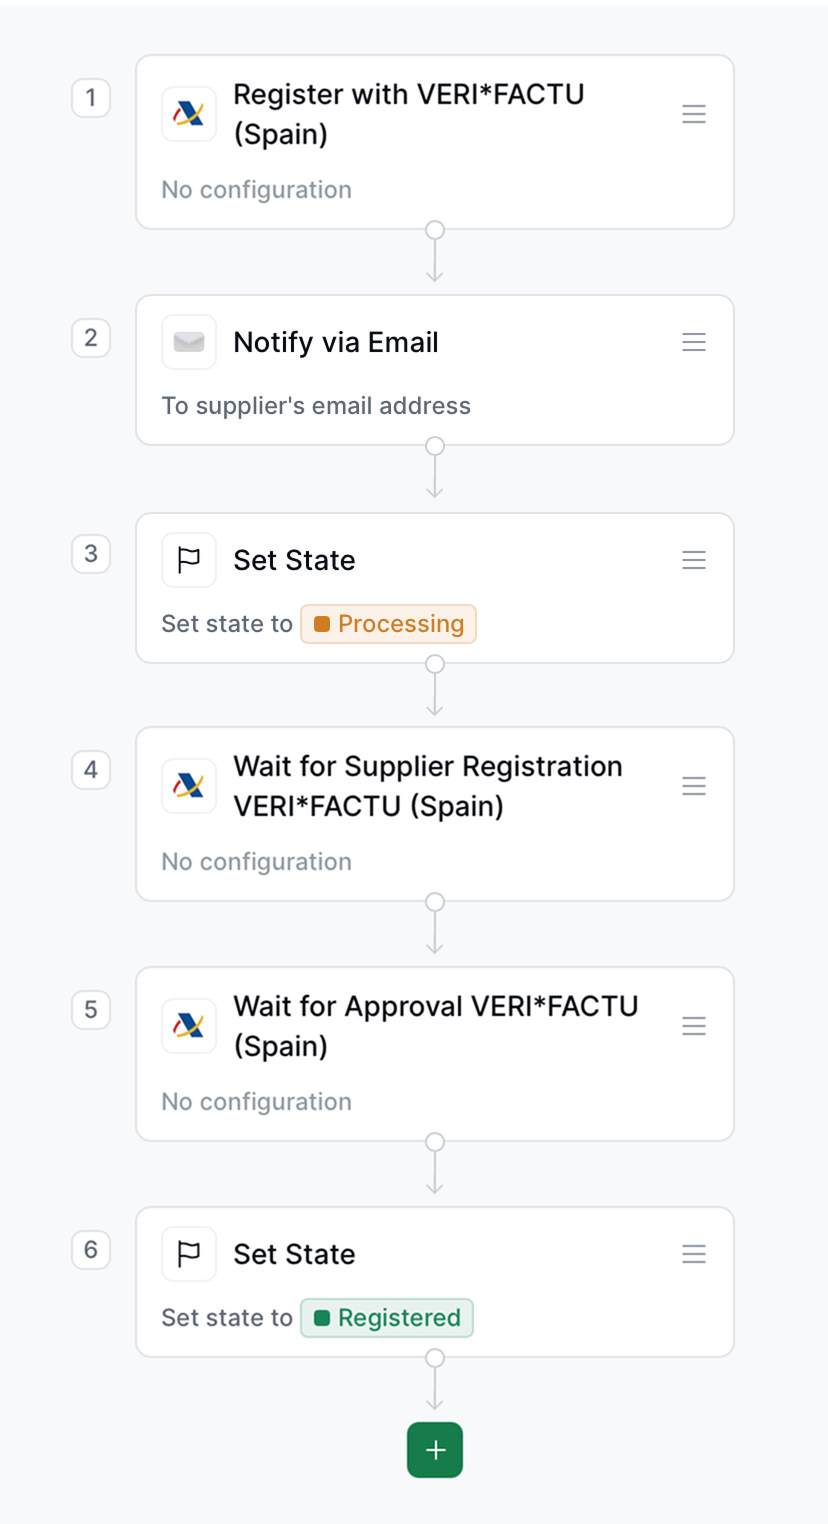 1
Register with VERI*FACTU
(Spain)
No configuration
2
Notify via Email
To supplier's email address
3
Set State
Set state to Processing
4
Wait for Supplier Registration
VERI*FACTU (Spain)
No configuration
5
Wait for Approval VERI*FACTU
(Spain)
No configuration
6
Set State
Set state to Registered